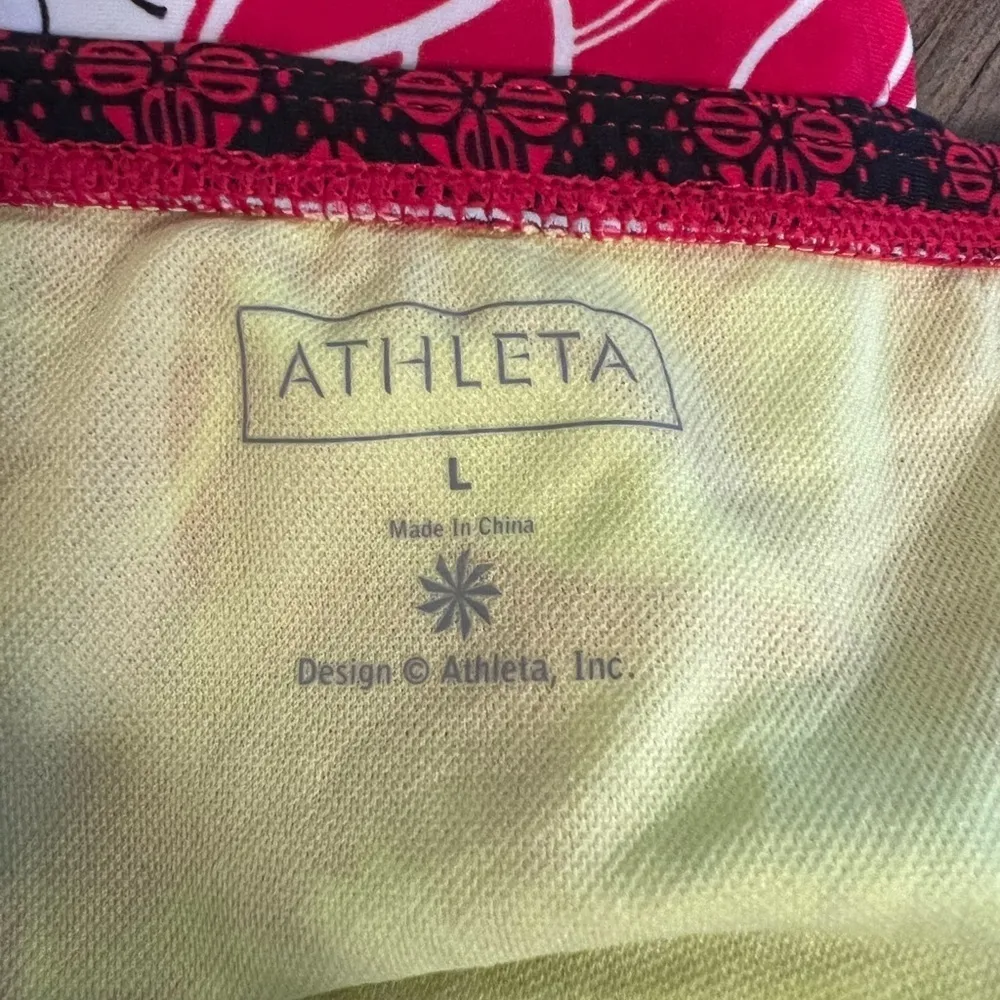 ATHLETA
L
Made In China
Design © Athleta, Inc.